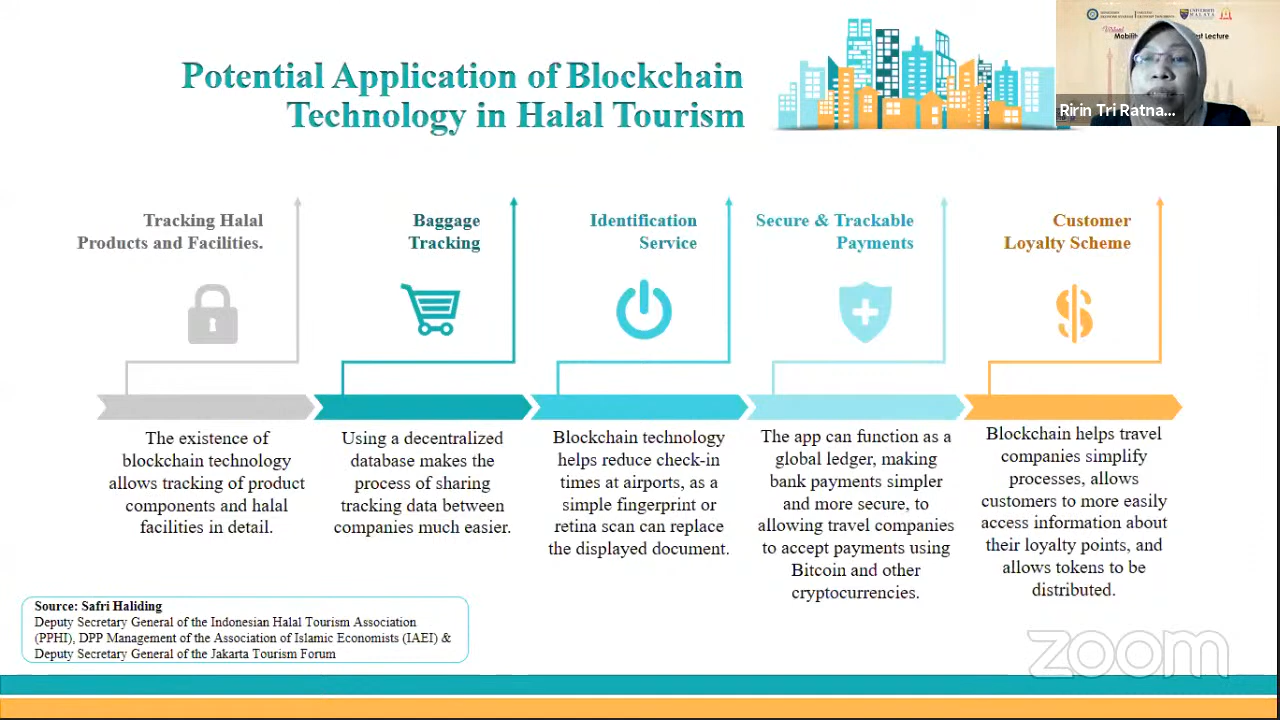 Potential Application of Blockchain
Technology in Halal Tourism
UNIVERSITI
MALAYA
Virtual
Lecture
Ririn Tri Ratna...
Tracking Halal
Products and Facilities.
Baggage
Tracking
Identification
Service
Secure & Trackable
Payments
Customer
Loyalty Scheme
The existence of
blockchain technology
allows tracking of product
components and halal
facilities in detail.
Using a decentralized
database makes the
process of sharing
tracking data between
companies much easier.
Blockchain technology
helps reduce check-in
times at airports, as a
simple fingerprint or
retina scan can replace
the displayed document.
The app can function as a
global ledger, making
bank payments simpler
and more secure, to
allowing travel companies
to accept payments using
Bitcoin and other
cryptocurrencies.
Blockchain helps travel
companies simplify
processes, allows
customers to more easily
access information about
their loyalty points, and
allows tokens to be
distributed.
Source: Safri Haliding
Deputy Secretary General of the Indonesian Halal Tourism Association
(PPHI), DPP Management of the Association of Islamic Economists (IAEI) &
Deputy Secretary General of the Jakarta Tourism Forum
zoom